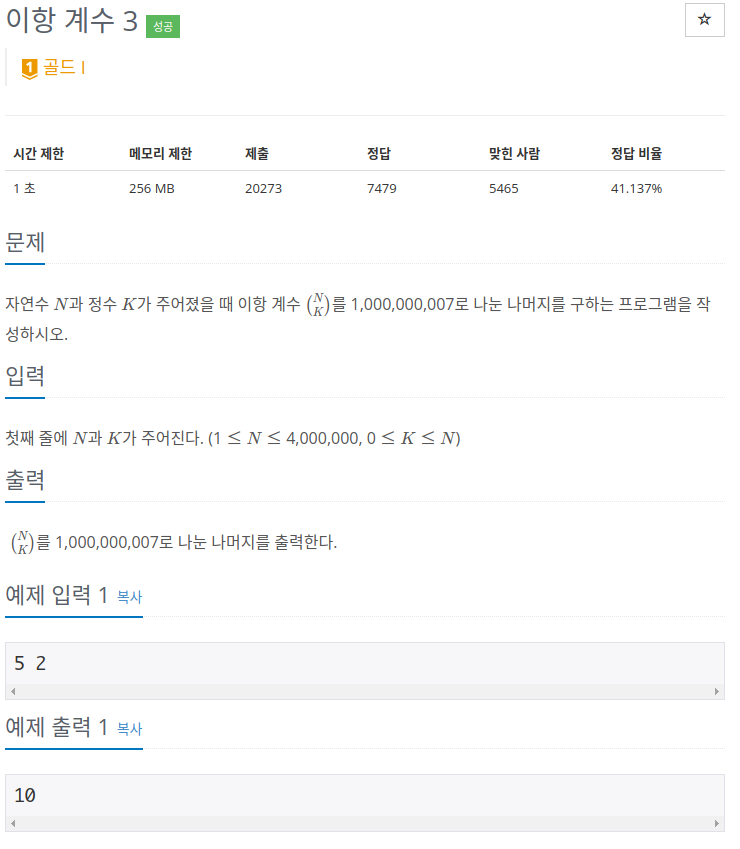 이항 계수 3 성공
☆
1 골드 I
시간 제한 메모리 제한 제출 정답 맞힌 사람 정답 비율
1 초 256 MB 20273 7479 5465 41.137%
문제
자연수 N과 정수 K가 주어졌을 때 이항 계수 (N K)를 1,000,000,007로 나눈 나머지를 구하는 프로그램을 작
성하시오.
입력
첫째 줄에 N과 K가 주어진다. (1 ≤ N ≤ 4,000,000, 0 ≤ K ≤ N)
출력
(N K)를 1,000,000,007로 나눈 나머지를 출력한다.
예제 입력 1 복사
5 2
예제 출력 1 복사
10